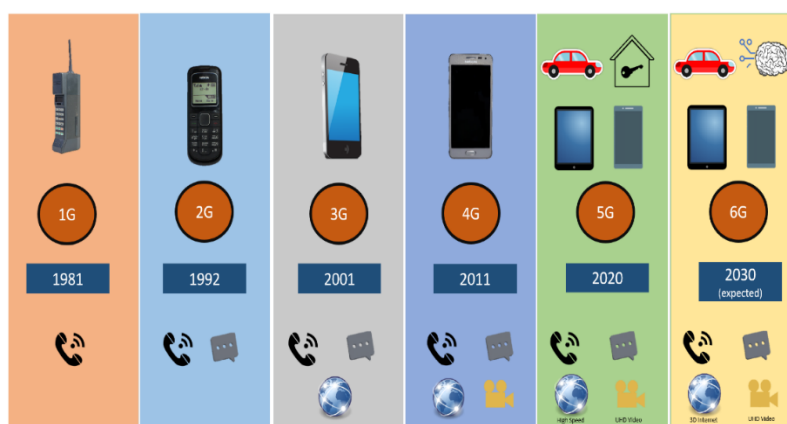 1G
2G
3G
4G
5G
6G
1981
1992
2001
2011
2020
2030
(expected)
High Speed
UHD Video
3D Internet
UHD Video